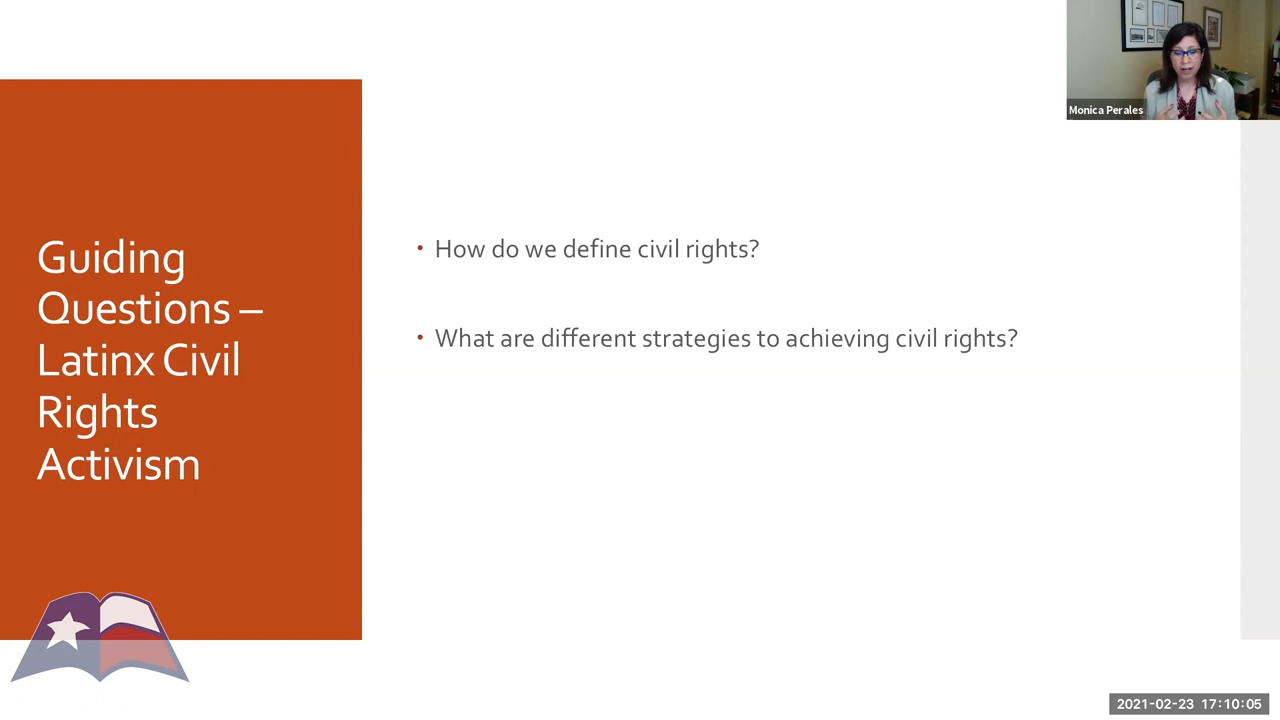 Monica Perales
Guiding
Questions –
Latinx Civil
Rights
Activism
• How do we define civil rights?
• What are different strategies to achieving civil rights?
2021-02-23 17:10:05